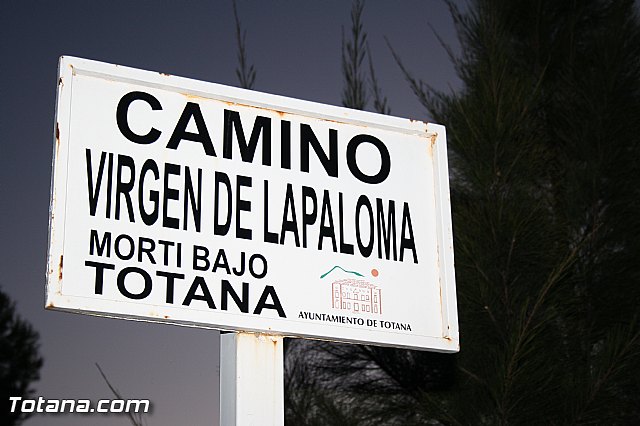 CAMINO
VIRGEN DE LAPALOMA
MORTI BAJO
TOTANA
AYUNTAMIENTO DE TOTANA
Totana.com